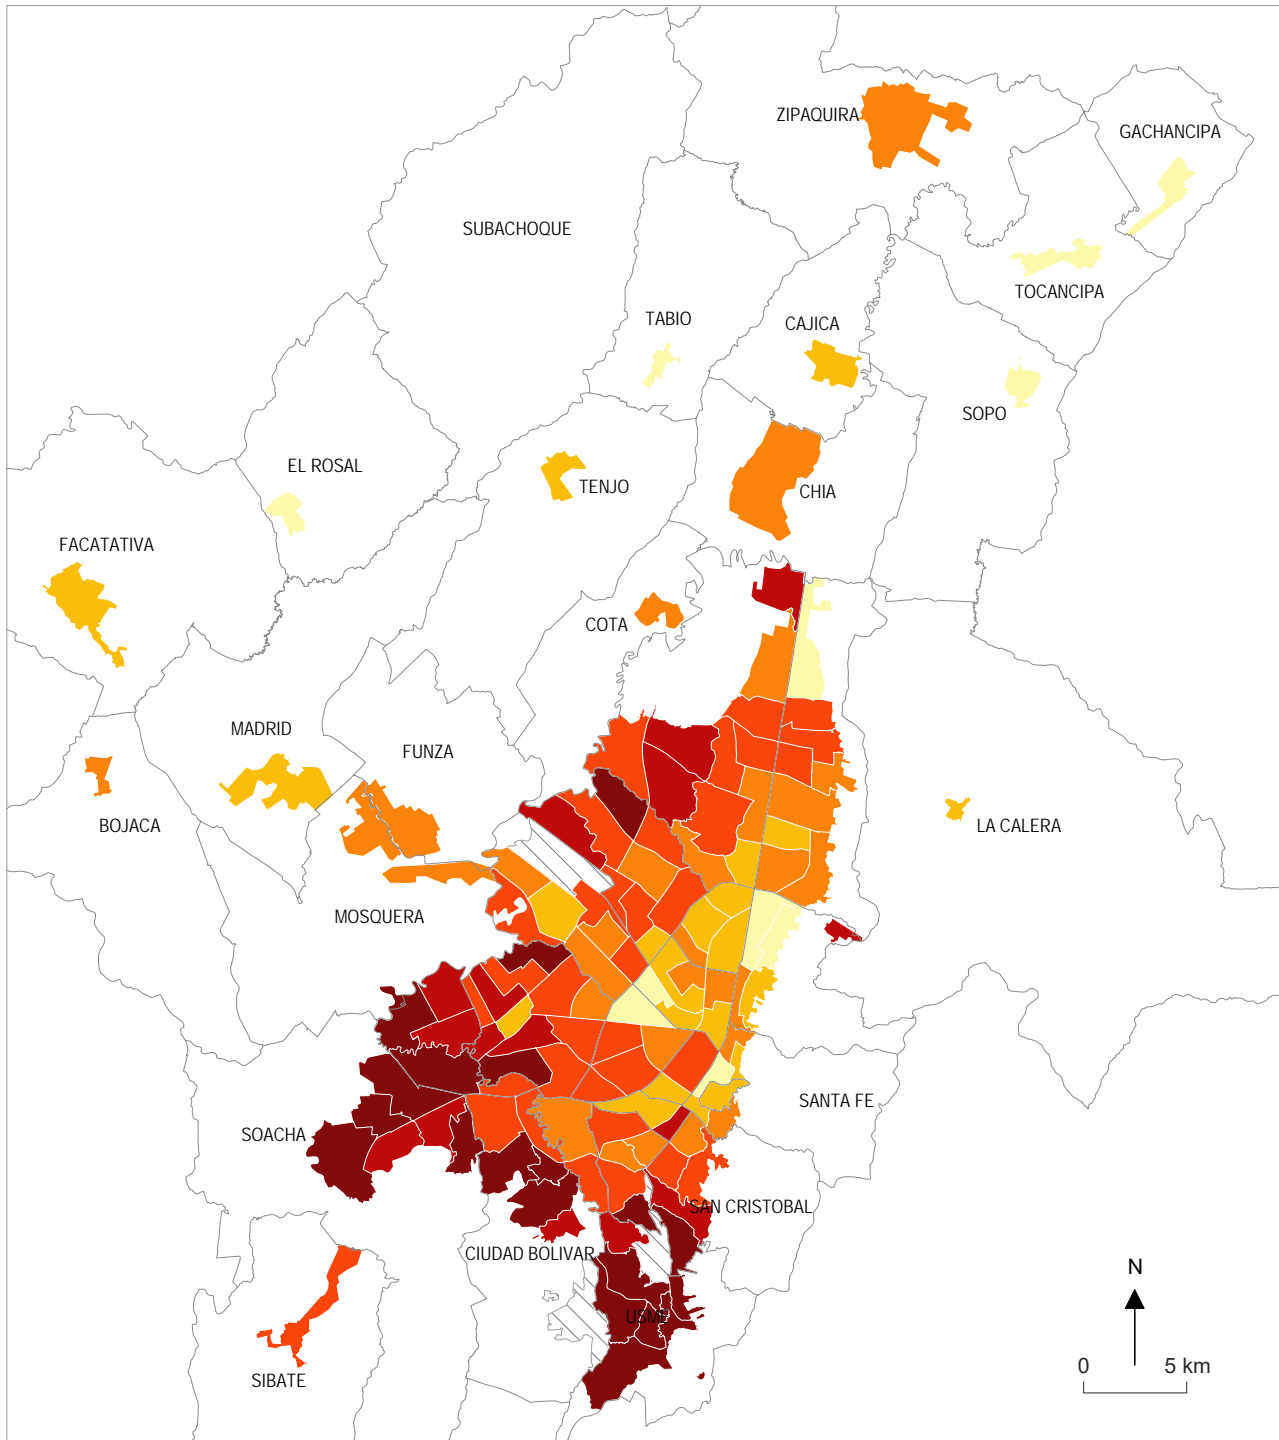 ZIPAQUIRA
GACHANCIPA
SUBACHOQUE
TOCANCIPA
TABIO
CAJICA
SOPO
EL ROSAL
TENJO
CHIA
FACATATIVA
COTA
MADRID
FUNZA
BOJACA
LA CALERA
MOSQUERA
SANTA FE
SOACHA
SAN CRISTOBAL
CIUDAD BOLIVAR
N
USME
0 5 km
SIBATE